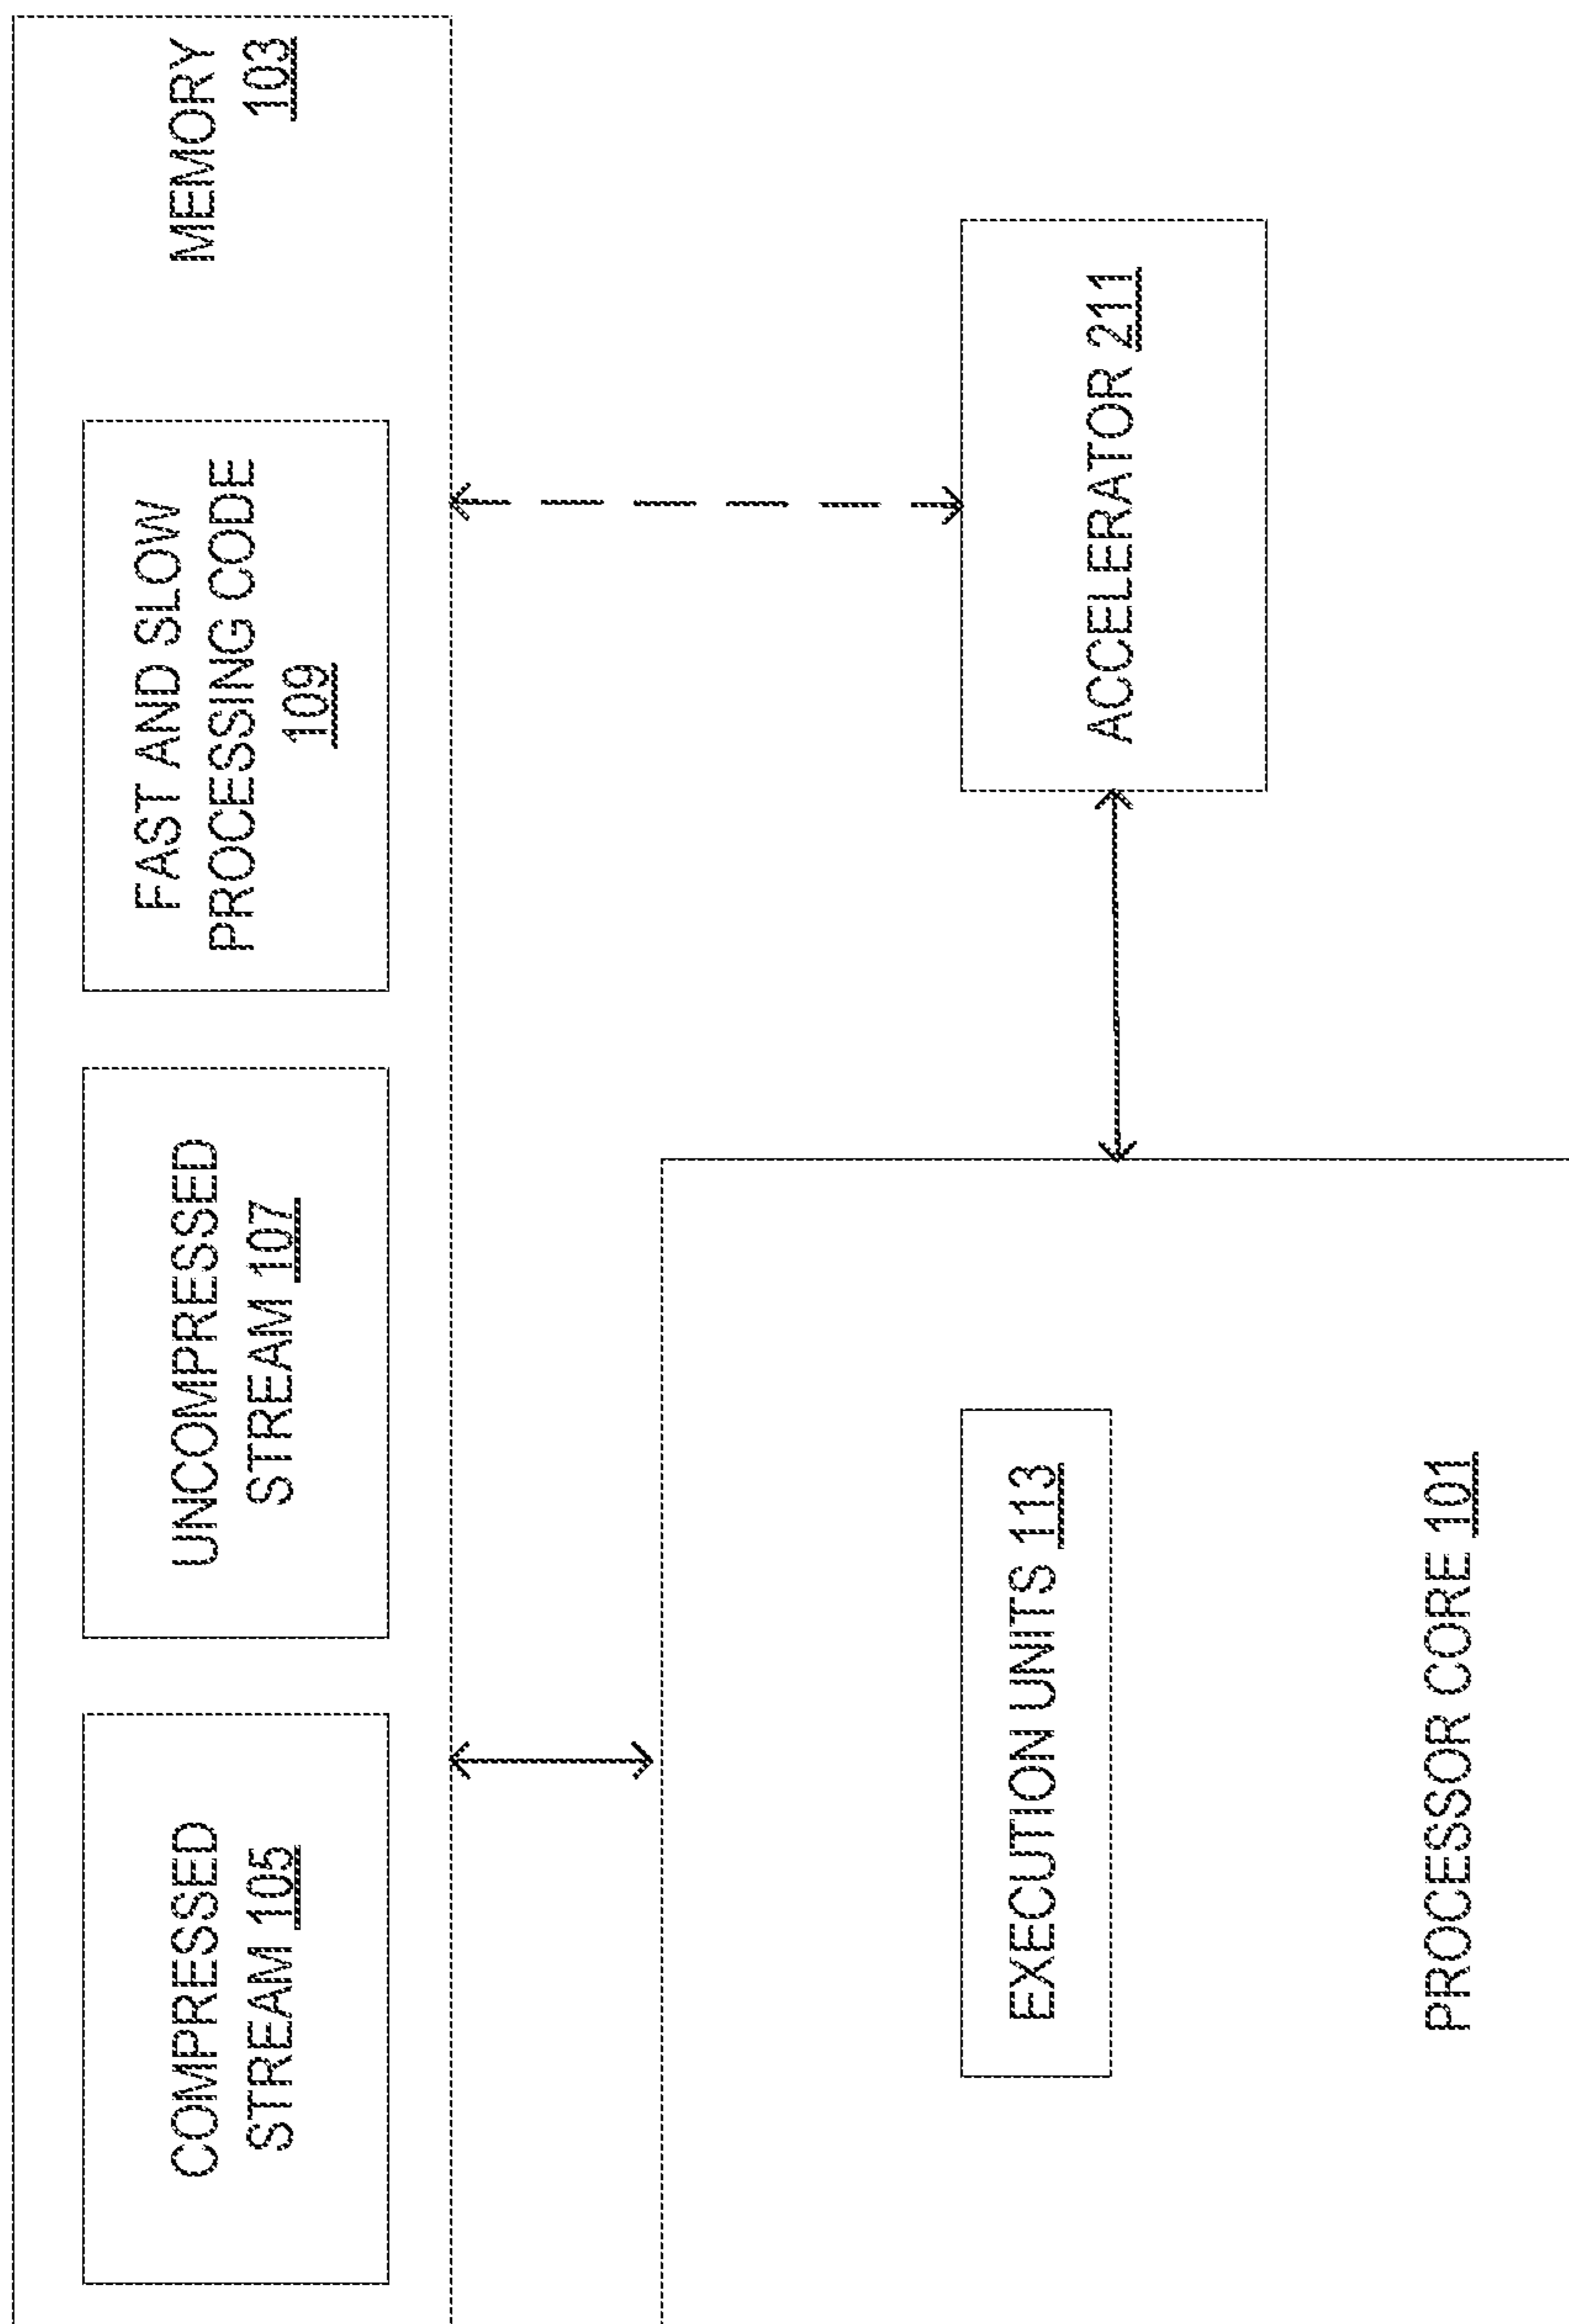 COMPRESSED
STREAM 105
UNCOMPRESSED
STREAM 107
FAST AND SLOW
PROCESSING CODE
109
MEMORY
103
EXECUTION UNITS 113
PROCESSOR CORE 101
ACCELERATOR 211